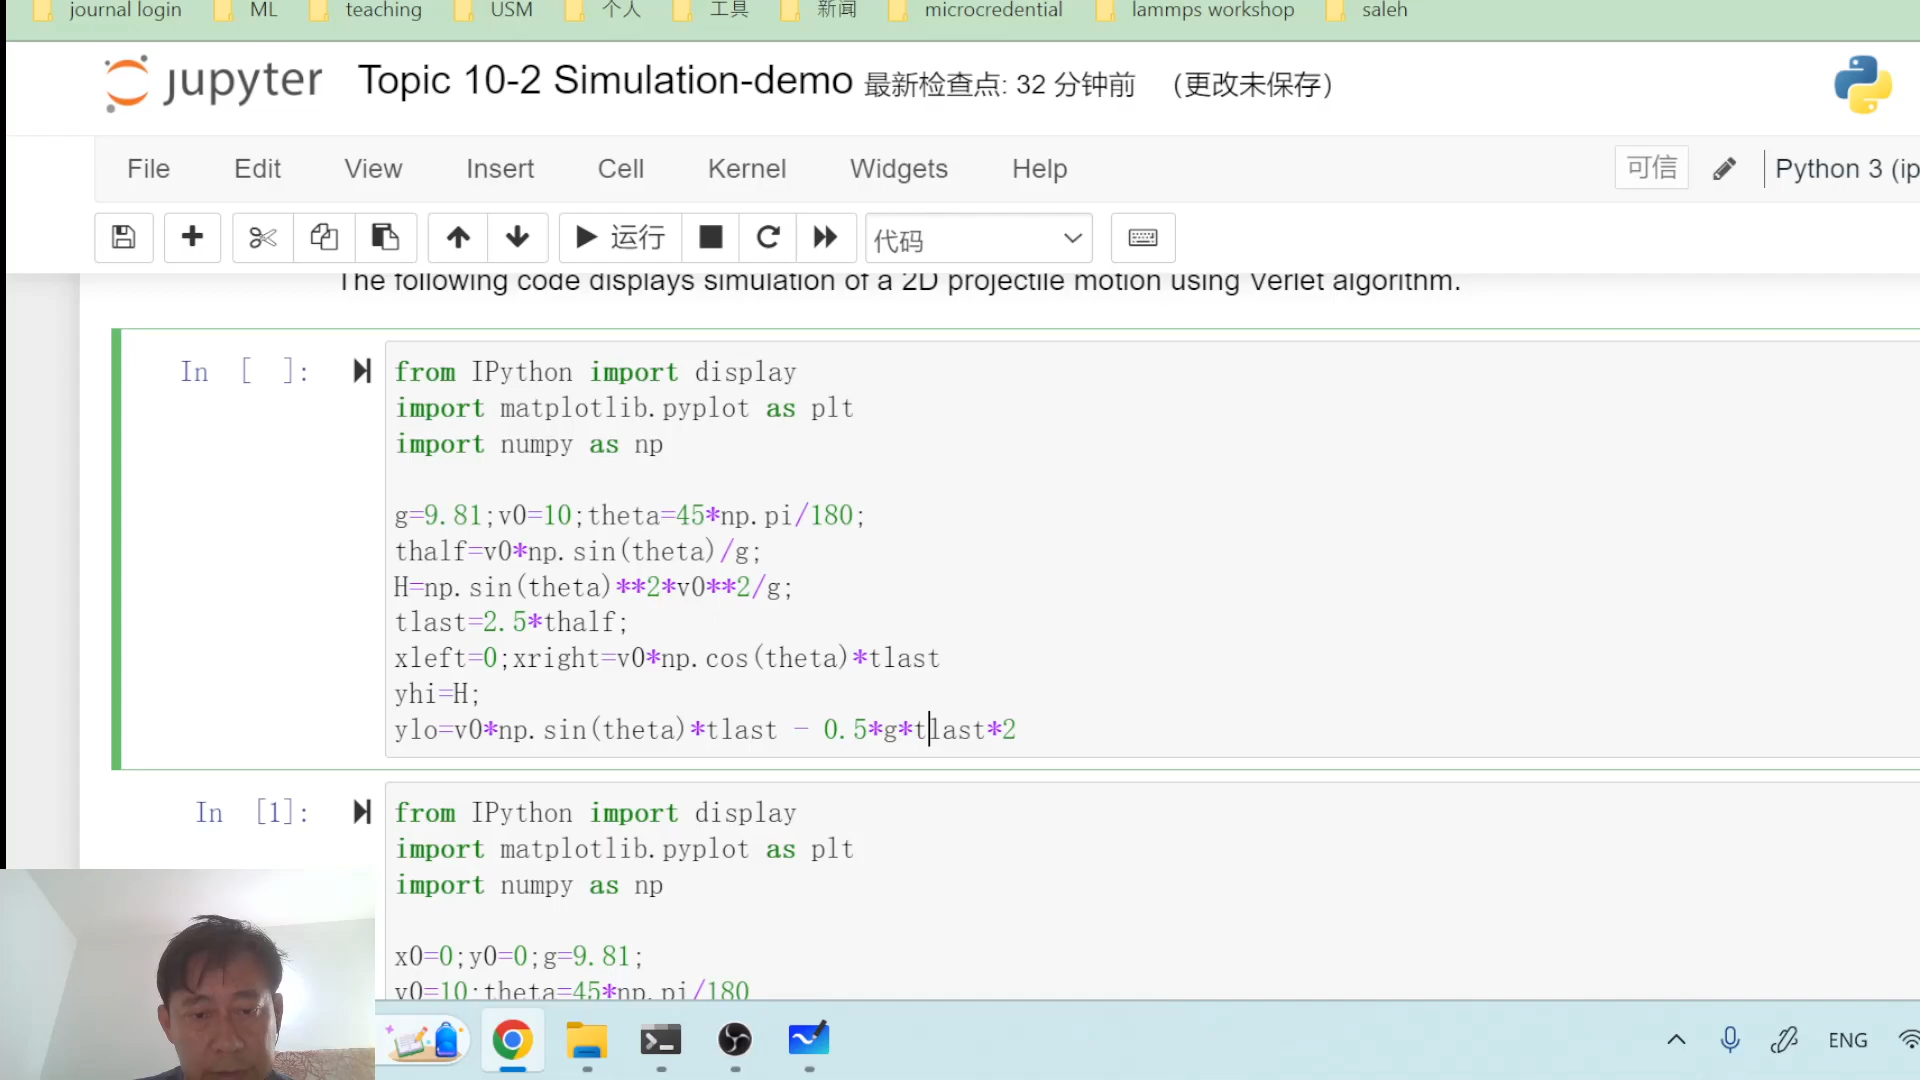 journal login ML teaching USM 个人 工具 新闻 microcredential lammps workshop saleh
jupyter Topic 10-2 Simulation-demo 最新检查点: 32 分钟前 （更改未保存）
File Edit View Insert Cell Kernel Widgets Help 可信 Python 3 (ip
运行 代码
The following code displays simulation of a 2D projectile motion using Verlet algorithm.
In [ ]: from IPython import display
import matplotlib.pyplot as plt
import numpy as np
g=9.81;v0=10;theta=45*np.pi/180;
thalf=v0*np.sin(theta)/g;
H=np.sin(theta)**2*v0**2/g;
tlast=2.5*thalf;
xleft=0;xright=v0*np.cos(theta)*tlast
yhi=H;
ylo=v0*np.sin(theta)*tlast - 0.5*g*tlast*2
In [1]: from IPython import display
import matplotlib.pyplot as plt
import numpy as np
x0=0;y0=0;g=9.81;
v0=10;theta=45*np.pi/180
ENG